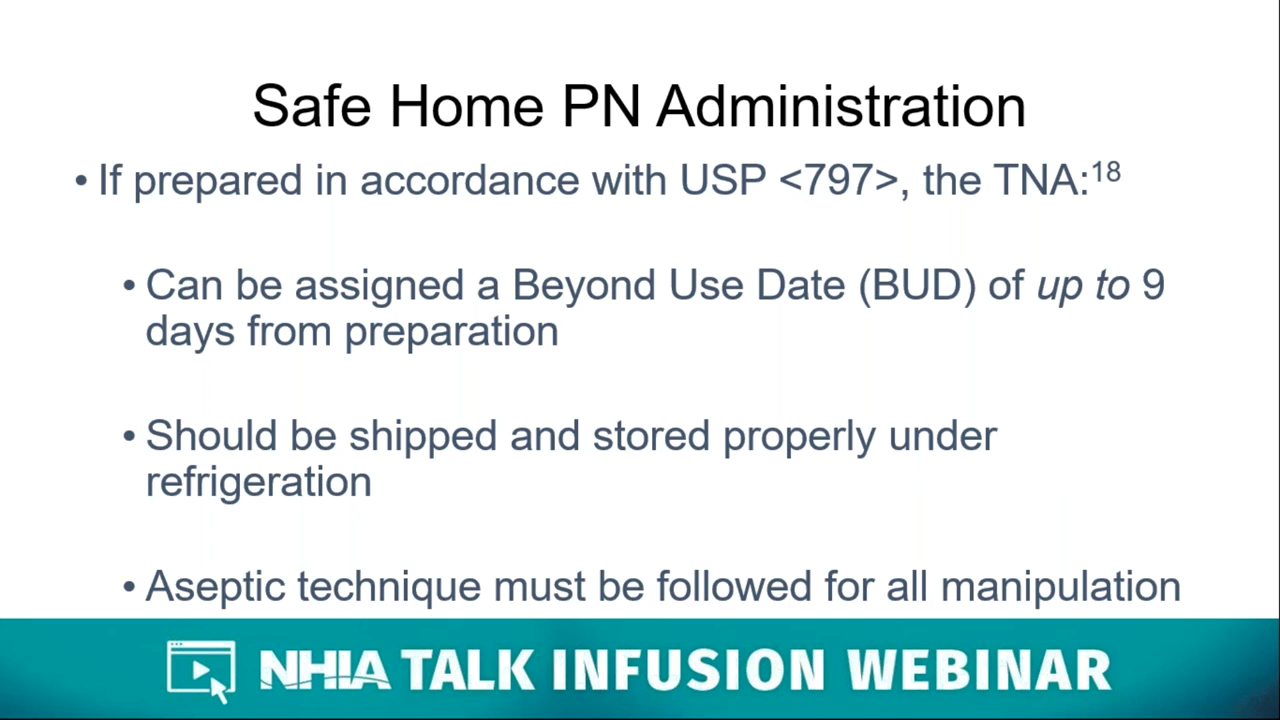 Safe Home PN Administration
• If prepared in accordance with USP <797>, the TNA:18
• Can be assigned a Beyond Use Date (BUD) of up to 9
days from preparation
• Should be shipped and stored properly under
refrigeration
• Aseptic technique must be followed for all manipulation
NHIA TALK INFUSION WEBINAR